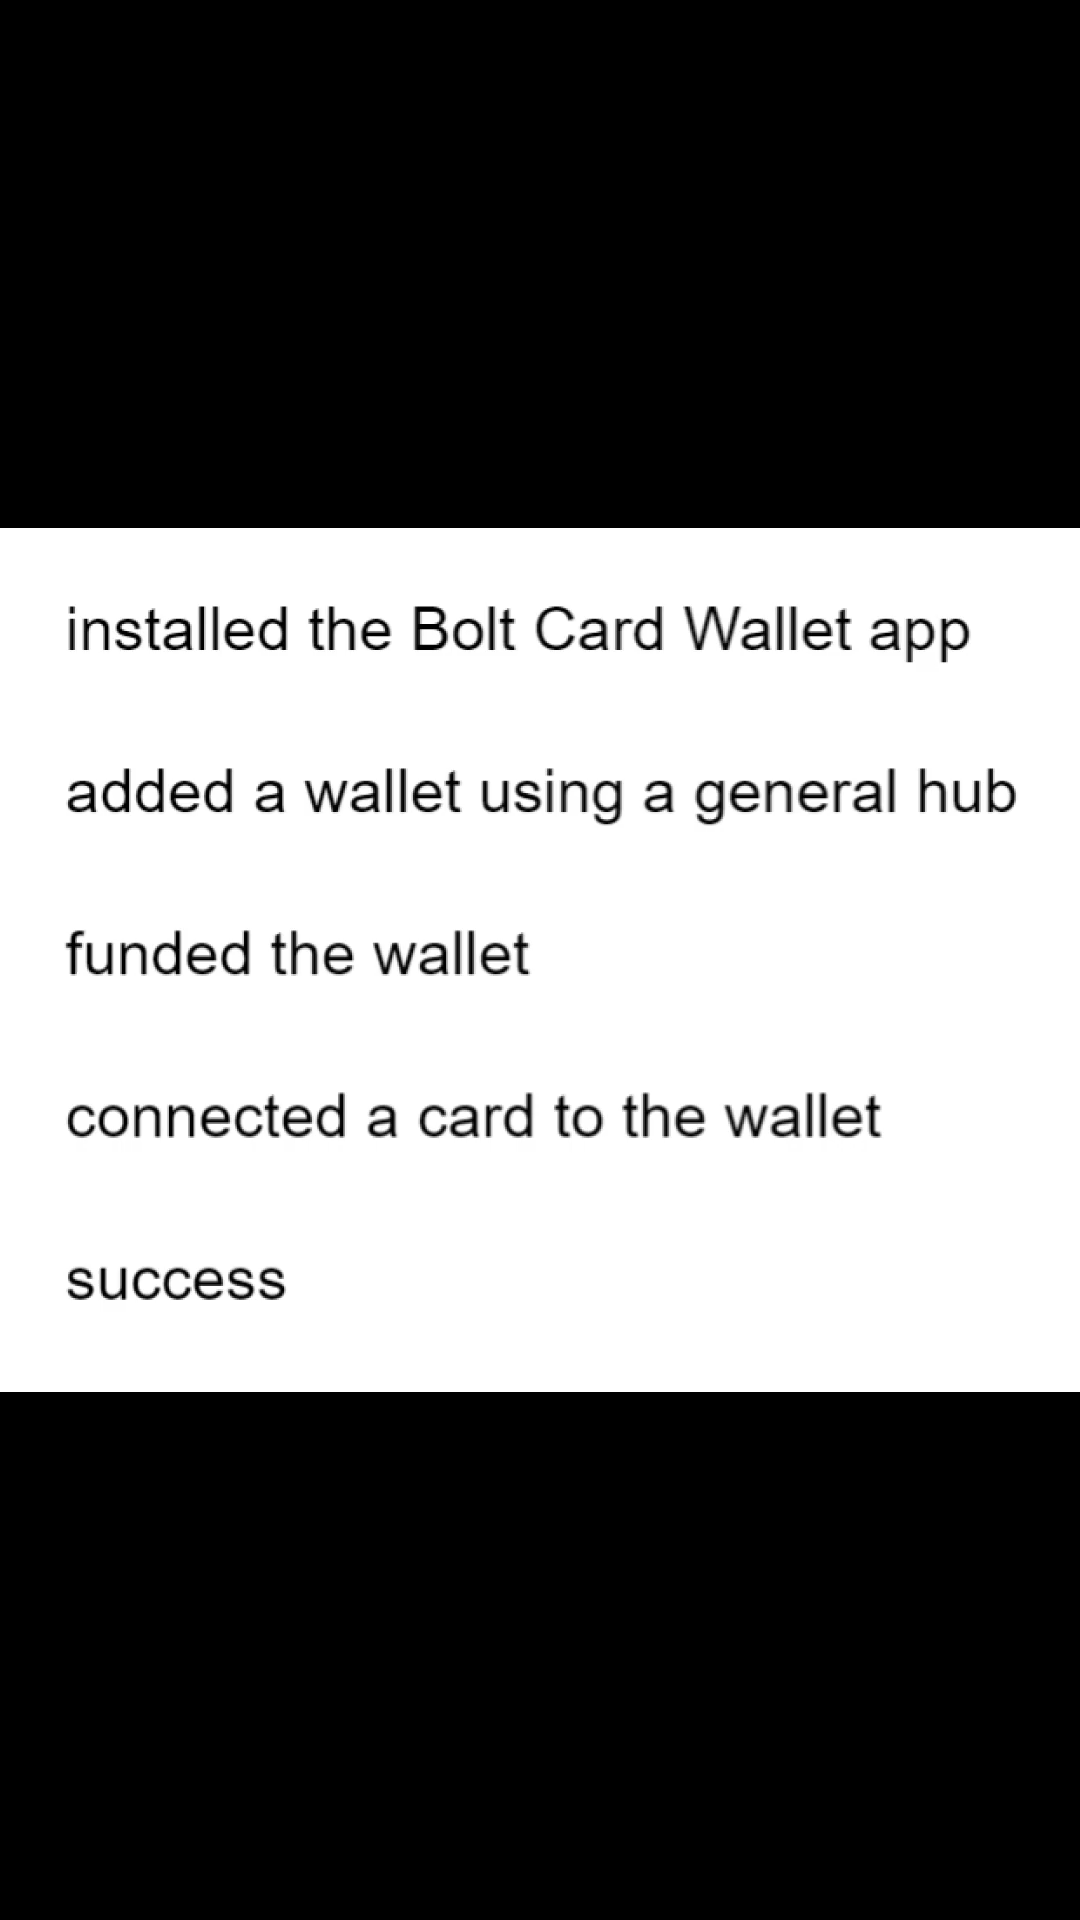 installed the Bolt Card Wallet app
added a wallet using a general hub
funded the wallet
connected a card to the wallet
success